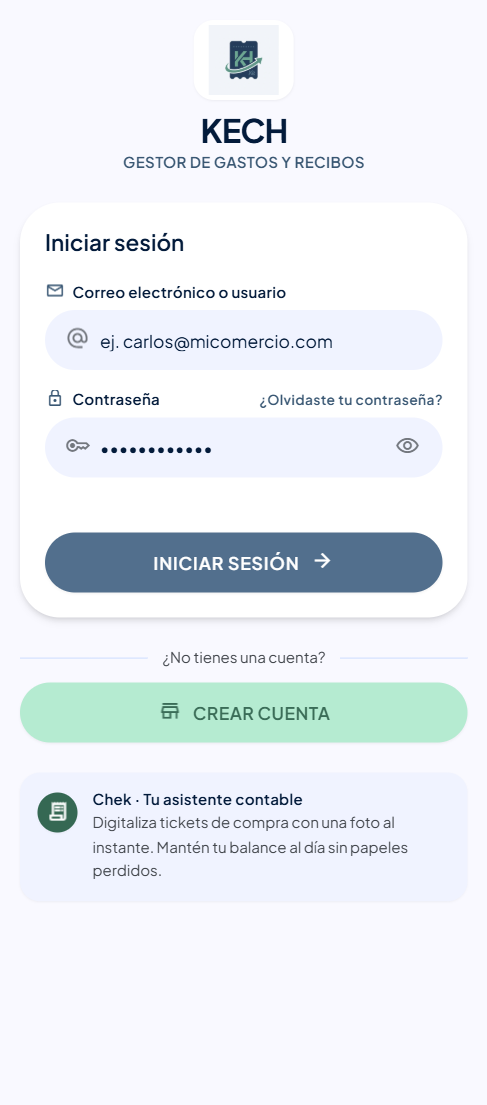 KH
KECH
GESTOR DE GASTOS Y RECIBOS
Iniciar sesión
Correo electrónico o usuario
ej. carlos@micomercio.com
Contraseña
¿Olvidaste tu contraseña?
••••••••••••
INICIAR SESIÓN
¿No tienes una cuenta?
CREAR CUENTA
Chek · Tu asistente contable
Digitaliza tickets de compra con una foto al
instante. Mantén tu balance al día sin papeles
perdidos.